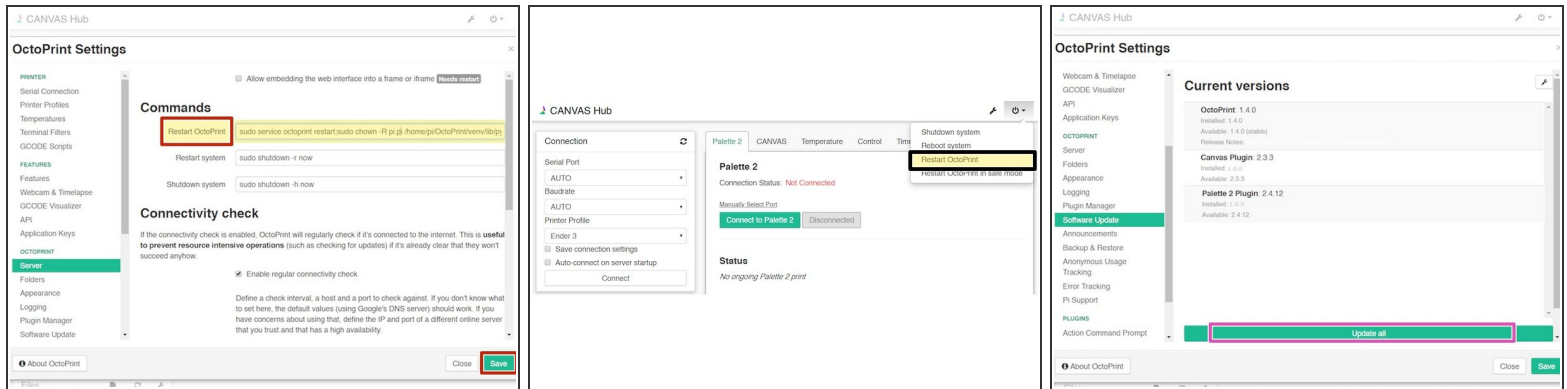 CANVAS Hub
OctoPrint Settings
PRINTER
Serial Connection
Printer Profiles
Temperatures
Terminal Filters
GCODE Scripts
FEATURES
Features
Webcam & Timelapse
GCODE Visualizer
API
Application Keys
OCTOPRINT
Server
Folders
Appearance
Logging
Plugin Manager
Software Update
Allow embedding the web interface into a frame or iframe Needs restart
Commands
Restart OctoPrint sudo service octoprint restart;sudo chown -R pi:pi /home/pi/OctoPrint/venv/lib/py
Restart system sudo shutdown -r now
Shutdown system sudo shutdown -h now
Connectivity check
If the connectivity check is enabled, OctoPrint will regularly check if it's connected to the internet. This is useful
to prevent resource intensive operations (such as checking for updates) if it's already clear that they won't
succeed anyhow.
Enable regular connectivity check
Define a check interval, a host and a port to check against. If you don't know what
to set here, the default values (using Google's DNS server) should work. If you
have concerns about using that, define the IP and port of a different online server
that you trust and that has a high availability.
About OctoPrint
Close Save
Files
CANVAS Hub
Connection
Serial Port
AUTO
Baudrate
AUTO
Printer Profile
Ender 3
Save connection settings
Auto-connect on server startup
Connect
Palette 2 CANVAS Temperature Control
Shutdown system
Reboot system
Restart OctoPrint
Restart OctoPrint in safe mode
Palette 2
Connection Status: Not Connected
Manually Select Port
Connect to Palette 2 Disconnected
Status
No ongoing Palette 2 print
CANVAS Hub
OctoPrint Settings
Webcam & Timelapse
GCODE Visualizer
API
Application Keys
OCTOPRINT
Server
Folders
Appearance
Logging
Plugin Manager
Software Update
Announcements
Backup & Restore
Anonymous Usage
Tracking
Error Tracking
Pi Support
PLUGINS
Action Command Prompt
Current versions
OctoPrint: 1.4.0
Installed: 1.4.0
Available: 1.4.0 (stable)
Release Notes:
Canvas Plugin: 2.3.3
Installed: 1.0.0
Available: 2.3.3
Palette 2 Plugin: 2.4.12
Installed: 1.0.0
Available: 2.4.12
Update all
About OctoPrint
Close Save